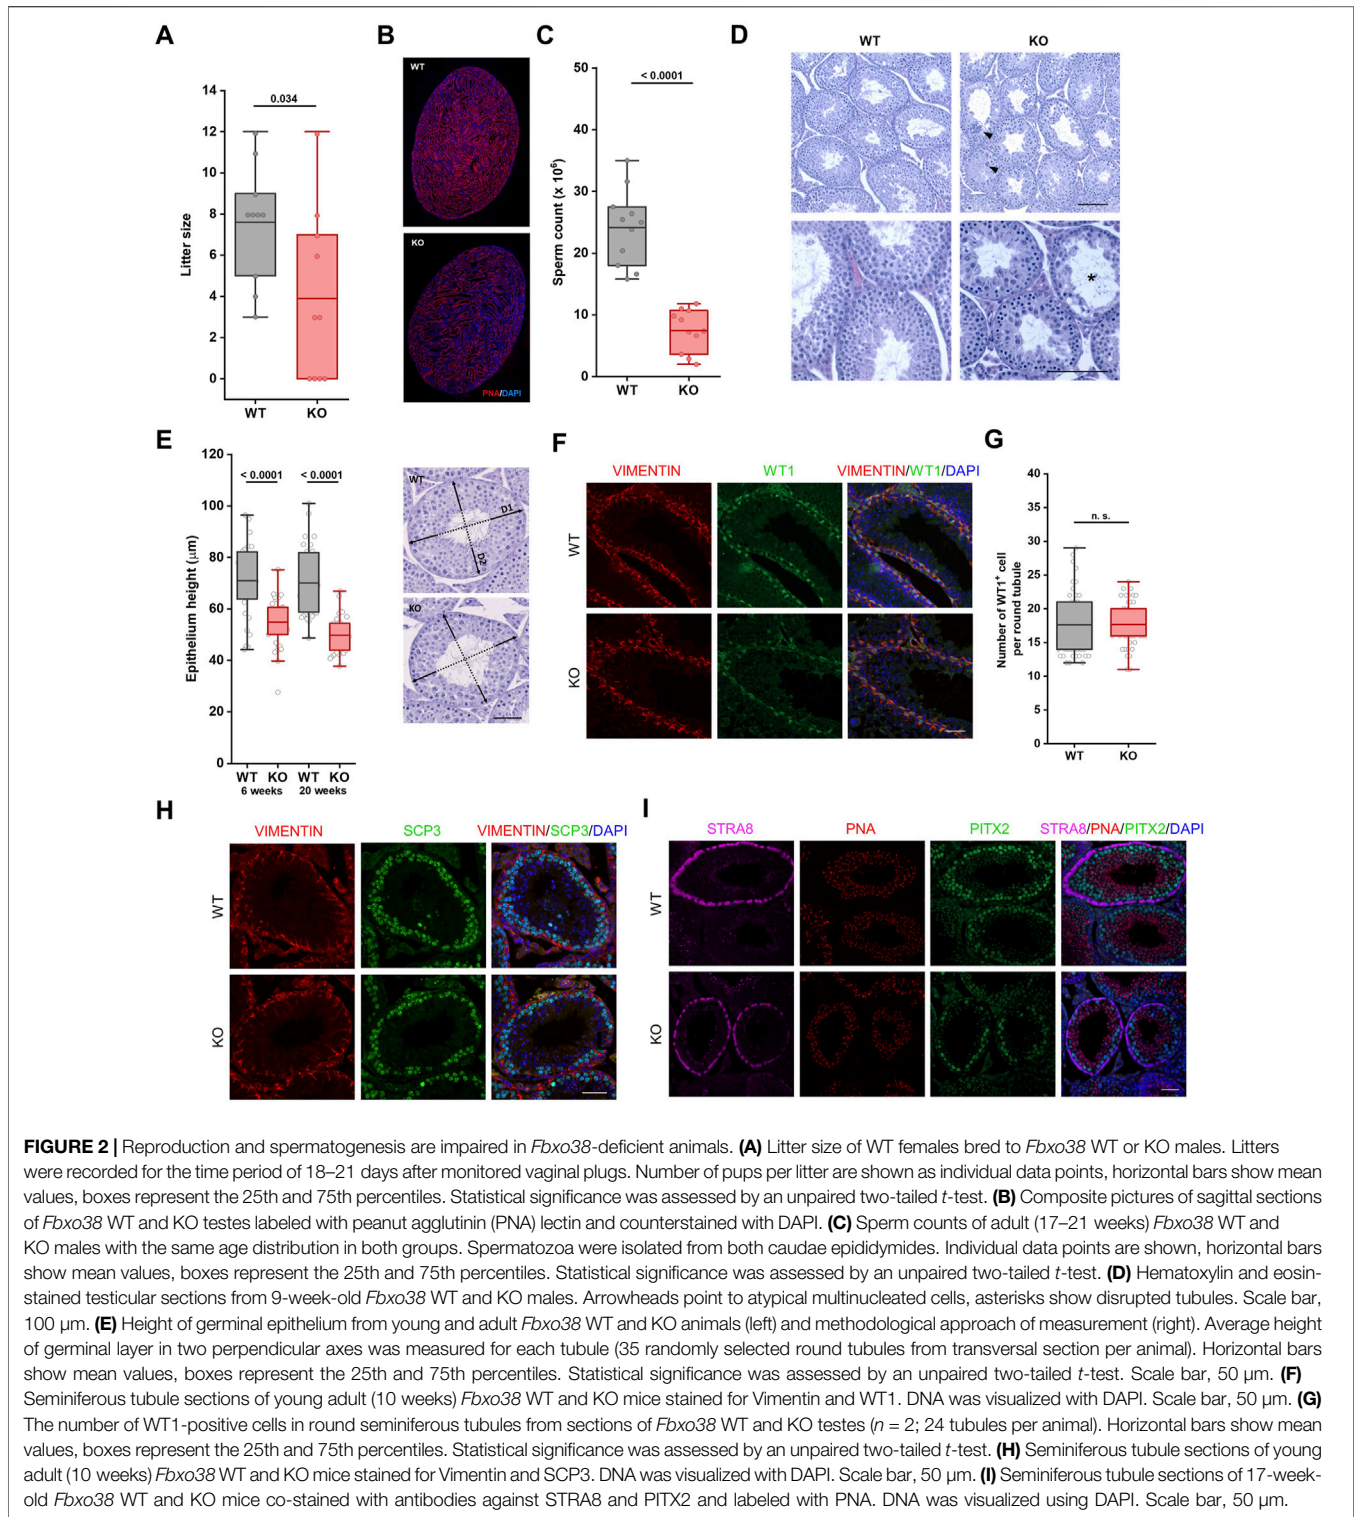 A
B
C
D
WT
KO
14
12
10
8
6
4
2
0
Litter size
0.034
WT
KO
WT
KO
PNA/DAPI
50
40
30
20
10
0
Sperm count (x 10⁶)
< 0.0001
WT
KO
*
E
F
G
120
100
80
60
40
20
0
Epithelium height (µm)
< 0.0001
< 0.0001
WT KO WT KO
6 weeks 20 weeks
WT
D1
D2
KO
VIMENTIN
WT1
VIMENTIN/WT1/DAPI
WT
KO
40
35
30
25
20
15
10
5
0
Number of WT1⁺ cell
per round tubule
n. s.
WT
KO
H
I
VIMENTIN
SCP3
VIMENTIN/SCP3/DAPI
WT
KO
STRA8
PNA
PITX2
STRA8/PNA/PITX2/DAPI
WT
KO
FIGURE 2 | Reproduction and spermatogenesis are impaired in Fbxo38-deficient animals. (A) Litter size of WT females bred to Fbxo38 WT or KO males. Litters
were recorded for the time period of 18–21 days after monitored vaginal plugs. Number of pups per litter are shown as individual data points, horizontal bars show mean
values, boxes represent the 25th and 75th percentiles. Statistical significance was assessed by an unpaired two-tailed t-test. (B) Composite pictures of sagittal sections
of Fbxo38 WT and KO testes labeled with peanut agglutinin (PNA) lectin and counterstained with DAPI. (C) Sperm counts of adult (17–21 weeks) Fbxo38 WT and
KO males with the same age distribution in both groups. Spermatozoa were isolated from both caudae epididymides. Individual data points are shown, horizontal bars
show mean values, boxes represent the 25th and 75th percentiles. Statistical significance was assessed by an unpaired two-tailed t-test. (D) Hematoxylin and eosin-
stained testicular sections from 9-week-old Fbxo38 WT and KO males. Arrowheads point to atypical multinucleated cells, asterisks show disrupted tubules. Scale bar,
100 µm. (E) Height of germinal epithelium from young and adult Fbxo38 WT and KO animals (left) and methodological approach of measurement (right). Average height
of germinal layer in two perpendicular axes was measured for each tubule (35 randomly selected round tubules from transversal section per animal). Horizontal bars
show mean values, boxes represent the 25th and 75th percentiles. Statistical significance was assessed by an unpaired two-tailed t-test. Scale bar, 50 µm. (F)
Seminiferous tubule sections of young adult (10 weeks) Fbxo38 WT and KO mice stained for Vimentin and WT1. DNA was visualized with DAPI. Scale bar, 50 µm. (G)
The number of WT1-positive cells in round seminiferous tubules from sections of Fbxo38 WT and KO testes (n = 2; 24 tubules per animal). Horizontal bars show mean
values, boxes represent the 25th and 75th percentiles. Statistical significance was assessed by an unpaired two-tailed t-test. (H) Seminiferous tubule sections of young
adult (10 weeks) Fbxo38 WT and KO mice stained for Vimentin and SCP3. DNA was visualized with DAPI. Scale bar, 50 µm. (I) Seminiferous tubule sections of 17-week-
old Fbxo38 WT and KO mice co-stained with antibodies against STRA8 and PITX2 and labeled with PNA. DNA was visualized using DAPI. Scale bar, 50 µm.